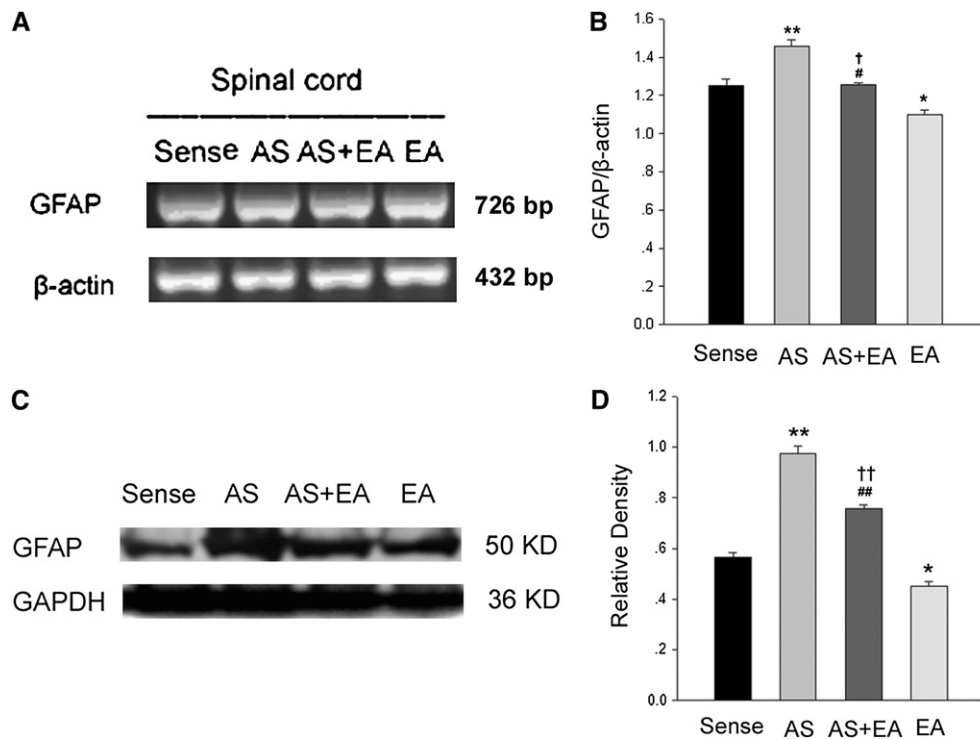 A
Spinal cord
Sense AS AS+EA EA
GFAP
726 bp
β-actin
432 bp
B
GFAP/β-actin
1.6
1.4
1.2
1.0
.8
.6
.4
.2
0.0
**
†
#
*
Sense AS AS+EA EA
C
Sense AS AS+EA EA
GFAP
50 KD
GAPDH
36 KD
D
Relative Density
1.2
1.0
.8
.6
.4
.2
0.0
**
††
##
*
Sense AS AS+EA EA